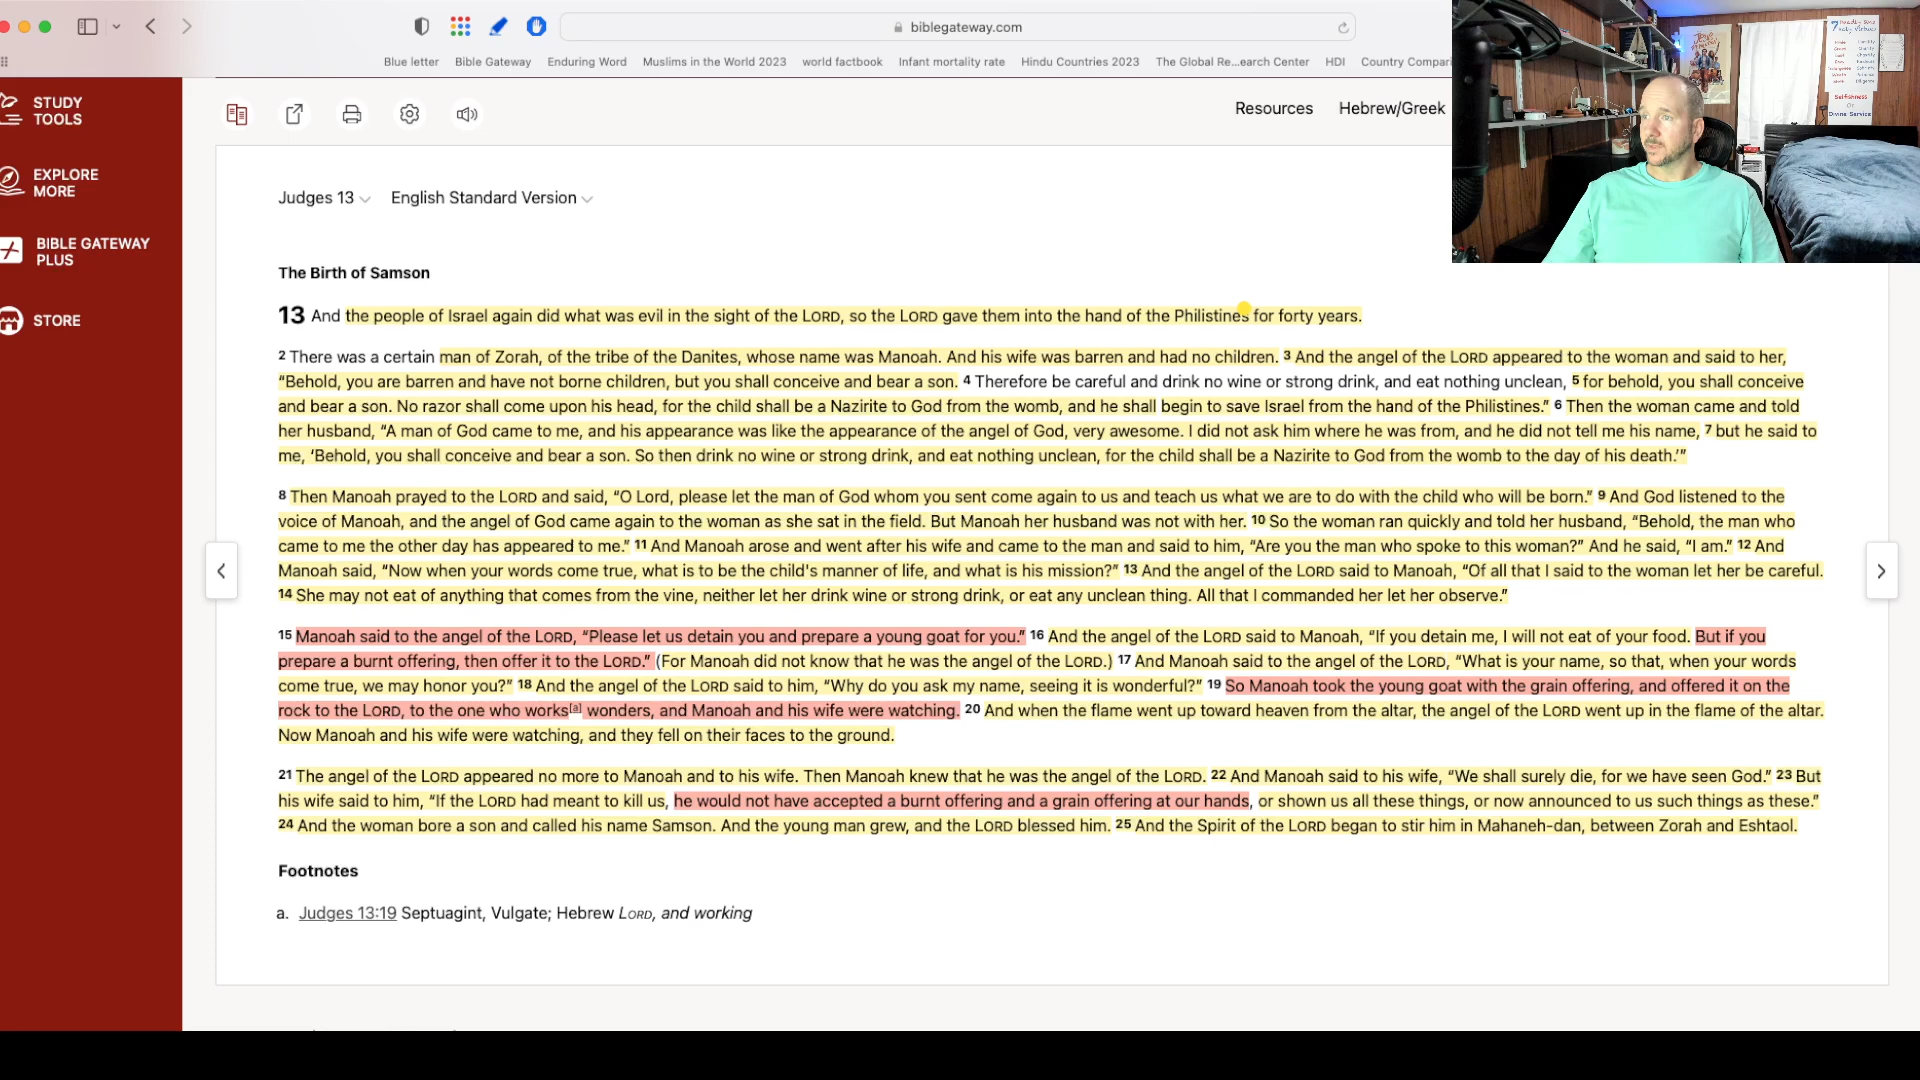 biblegateway.com
Blue letter Bible Gateway Enduring Word Muslims in the World 2023 world factbook Infant mortality rate Hindu Countries 2023 The Global Re...earch Center HDI Country Compari
STUDY
TOOLS
EXPLORE
MORE
BIBLE GATEWAY
PLUS
STORE
Resources Hebrew/Greek
Judges 13 English Standard Version
The Birth of Samson
13 And the people of Israel again did what was evil in the sight of the LORD, so the LORD gave them into the hand of the Philistines for forty years.
2 There was a certain man of Zorah, of the tribe of the Danites, whose name was Manoah. And his wife was barren and had no children. 3 And the angel of the LORD appeared to the woman and said to her,
“Behold, you are barren and have not borne children, but you shall conceive and bear a son. 4 Therefore be careful and drink no wine or strong drink, and eat nothing unclean, 5 for behold, you shall conceive
and bear a son. No razor shall come upon his head, for the child shall be a Nazirite to God from the womb, and he shall begin to save Israel from the hand of the Philistines.” 6 Then the woman came and told
her husband, “A man of God came to me, and his appearance was like the appearance of the angel of God, very awesome. I did not ask him where he was from, and he did not tell me his name, 7 but he said to
me, ‘Behold, you shall conceive and bear a son. So then drink no wine or strong drink, and eat nothing unclean, for the child shall be a Nazirite to God from the womb to the day of his death.’”
8 Then Manoah prayed to the LORD and said, “O Lord, please let the man of God whom you sent come again to us and teach us what we are to do with the child who will be born.” 9 And God listened to the
voice of Manoah, and the angel of God came again to the woman as she sat in the field. But Manoah her husband was not with her. 10 So the woman ran quickly and told her husband, “Behold, the man who
came to me the other day has appeared to me.” 11 And Manoah arose and went after his wife and came to the man and said to him, “Are you the man who spoke to this woman?” And he said, “I am.” 12 And
Manoah said, “Now when your words come true, what is to be the child's manner of life, and what is his mission?” 13 And the angel of the LORD said to Manoah, “Of all that I said to the woman let her be careful.
14 She may not eat of anything that comes from the vine, neither let her drink wine or strong drink, or eat any unclean thing. All that I commanded her let her observe.”
15 Manoah said to the angel of the LORD, “Please let us detain you and prepare a young goat for you.” 16 And the angel of the LORD said to Manoah, “If you detain me, I will not eat of your food. But if you
prepare a burnt offering, then offer it to the LORD.” (For Manoah did not know that he was the angel of the LORD.) 17 And Manoah said to the angel of the LORD, “What is your name, so that, when your words
come true, we may honor you?” 18 And the angel of the LORD said to him, “Why do you ask my name, seeing it is wonderful?” 19 So Manoah took the young goat with the grain offering, and offered it on the
rock to the LORD, to the one who works[a] wonders, and Manoah and his wife were watching. 20 And when the flame went up toward heaven from the altar, the angel of the LORD went up in the flame of the altar.
Now Manoah and his wife were watching, and they fell on their faces to the ground.
21 The angel of the LORD appeared no more to Manoah and to his wife. Then Manoah knew that he was the angel of the LORD. 22 And Manoah said to his wife, “We shall surely die, for we have seen God.” 23 But
his wife said to him, “If the LORD had meant to kill us, he would not have accepted a burnt offering and a grain offering at our hands, or shown us all these things, or now announced to us such things as these.”
24 And the woman bore a son and called his name Samson. And the young man grew, and the LORD blessed him. 25 And the Spirit of the LORD began to stir him in Mahaneh-dan, between Zorah and Eshtaol.
Footnotes
a. Judges 13:19 Septuagint, Vulgate; Hebrew LORD, and working
Selfishness
Or
Divine Service